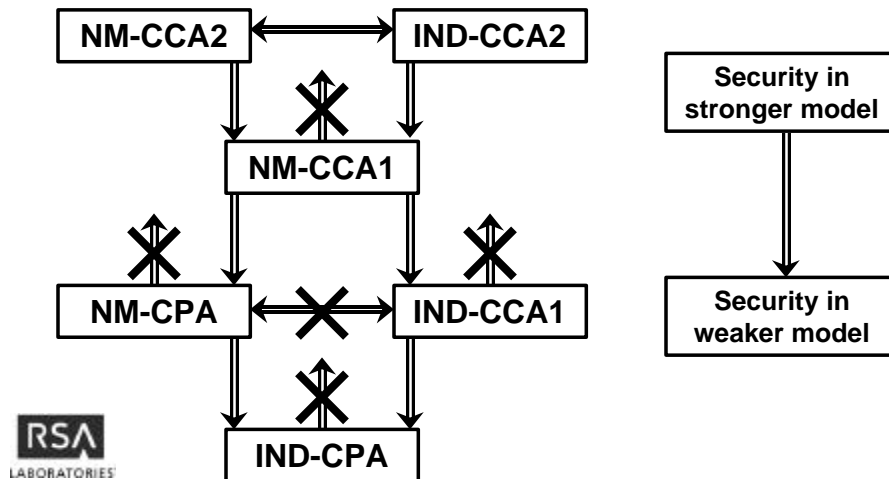 NM-CCA2
IND-CCA2
Security in
stronger model
NM-CCA1
NM-CPA
IND-CCA1
Security in
weaker model
IND-CPA
RSA
LABORATORIES